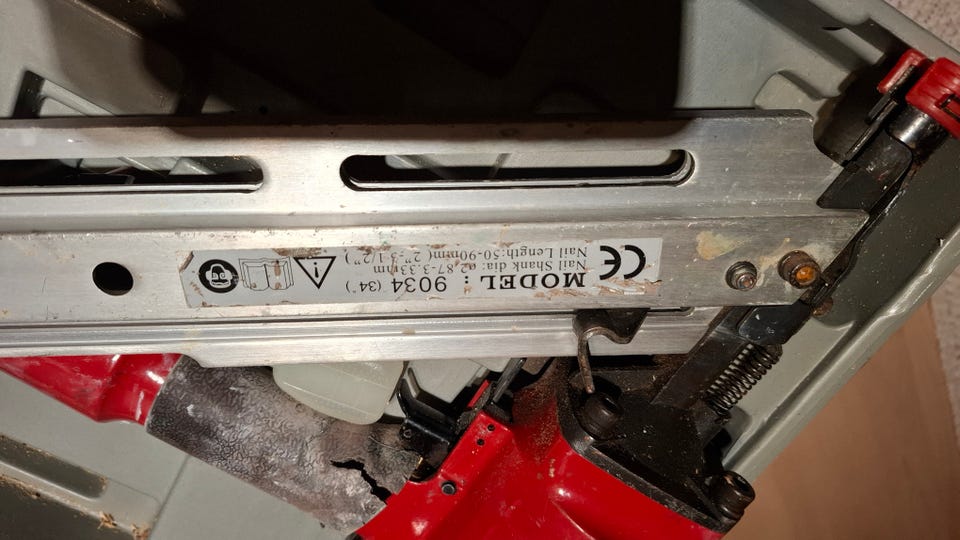 MODEL : 9034 (34°)
Nail Shank dia: ø2.87-3.33mm
Nail Length:50-90mm(2"-3 1/2")
CE